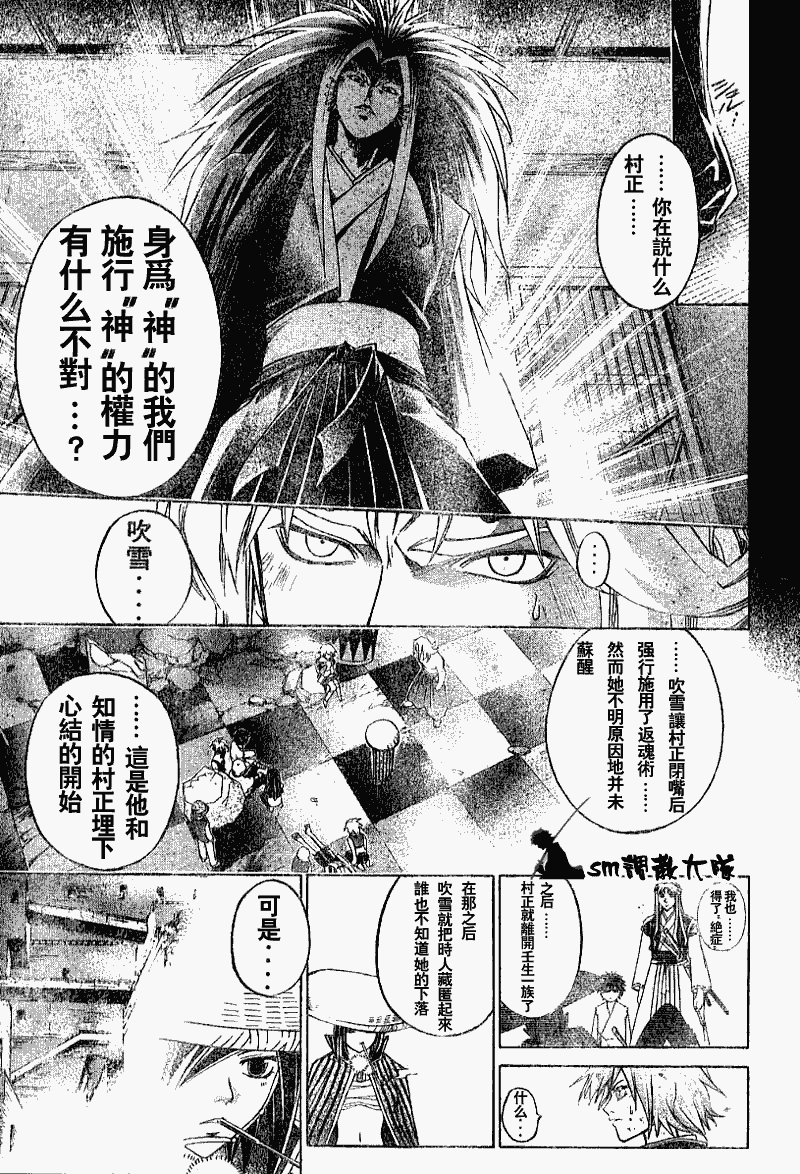 ……你在説什么
村正……
身爲"神"的我們
施行"神"的權力
有什么不對…?
...
吹雪....
……吹雪讓村正閉嘴后
强行施用了返魂術……
然而她不明原因地并未
蘇醒
……這是他和
知情的村正埋下
心結的開始
sm調教大隊
我也……
得了。絶症。
之后……
村正就離開壬生一族了
什么…
在那之后
吹雪就把時人藏匿起來
誰也不知道她的下落
可是....